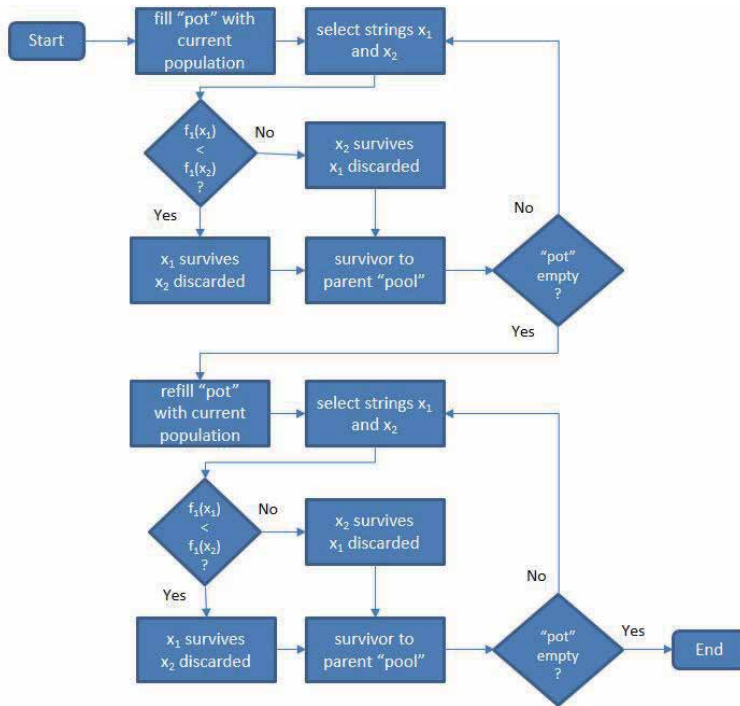 Start
fill “pot” with
current
population
select strings x₁
and x₂
f₁(x₁)
<
f₁(x₂)
?
No
x₂ survives
x₁ discarded
Yes
x₁ survives
x₂ discarded
survivor to
parent “pool”
No
“pot”
empty
?
Yes
refill “pot”
with current
population
select strings x₁
and x₂
f₁(x₁)
<
f₁(x₂)
?
No
x₂ survives
x₁ discarded
Yes
x₁ survives
x₂ discarded
survivor to
parent “pool”
No
“pot”
empty
?
Yes
End